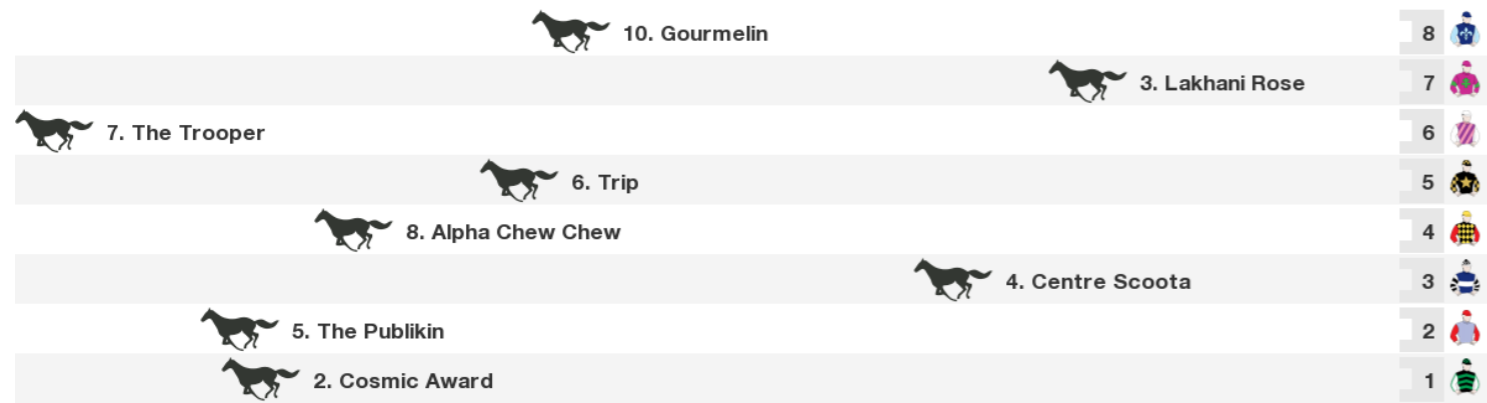 10. Gourmelin 8
3. Lakhani Rose 7
7. The Trooper 6
6. Trip 5
8. Alpha Chew Chew 4
4. Centre Scoota 3
5. The Publikin 2
2. Cosmic Award 1